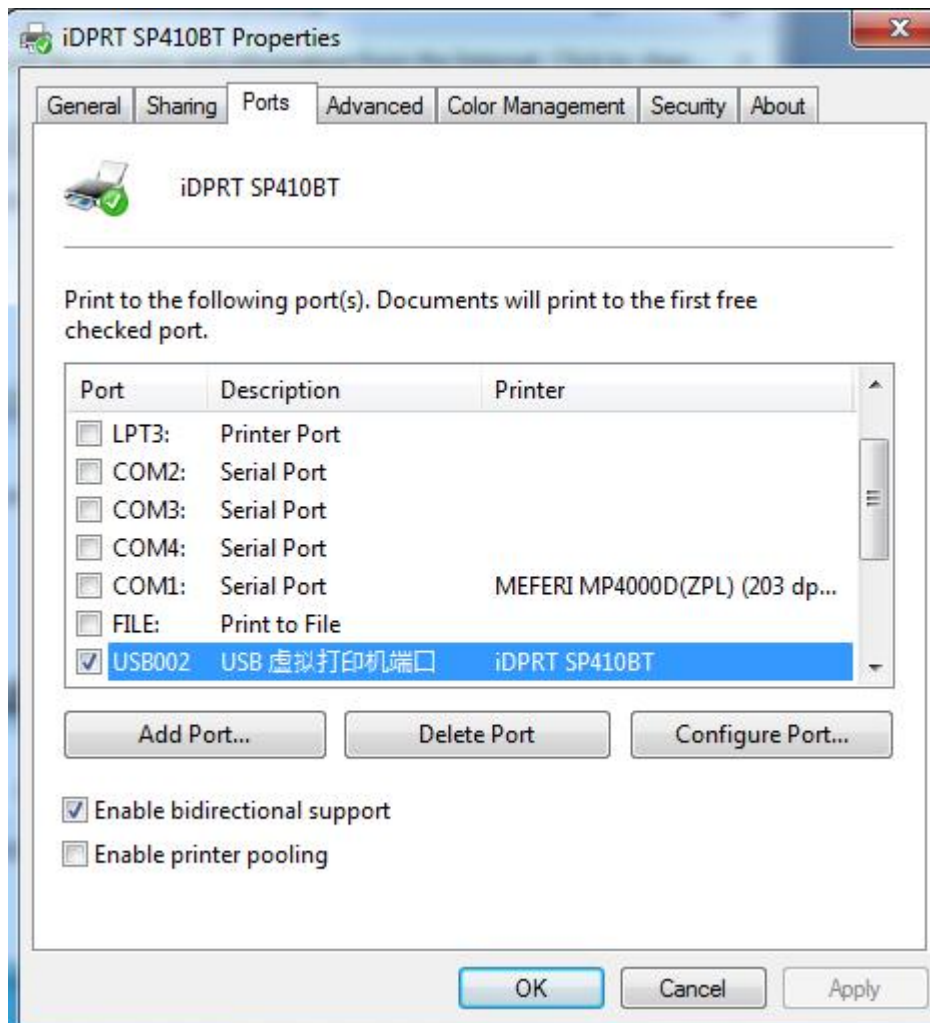 iDPRT SP410BT Properties
General Sharing Ports Advanced Color Management Security About
iDPRT SP410BT
Print to the following port(s). Documents will print to the first free
checked port.
Port Description Printer
LPT3: Printer Port
COM2: Serial Port
COM3: Serial Port
COM4: Serial Port
COM1: Serial Port MEFERI MP4000D(ZPL) (203 dp...
FILE: Print to File
USB002 USB 虚拟打印机端口 iDPRT SP410BT
Add Port... Delete Port Configure Port...
Enable bidirectional support
Enable printer pooling
OK Cancel Apply